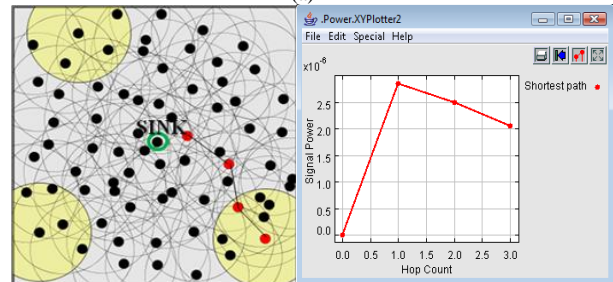 (a)
SINK
.Power.XYPlotter2
File Edit Special Help
x10⁻⁶
Shortest path
2.5
2.0
1.5
1.0
0.5
0.0
Signal Power
0.0 0.5 1.0 1.5 2.0 2.5 3.0
Hop Count